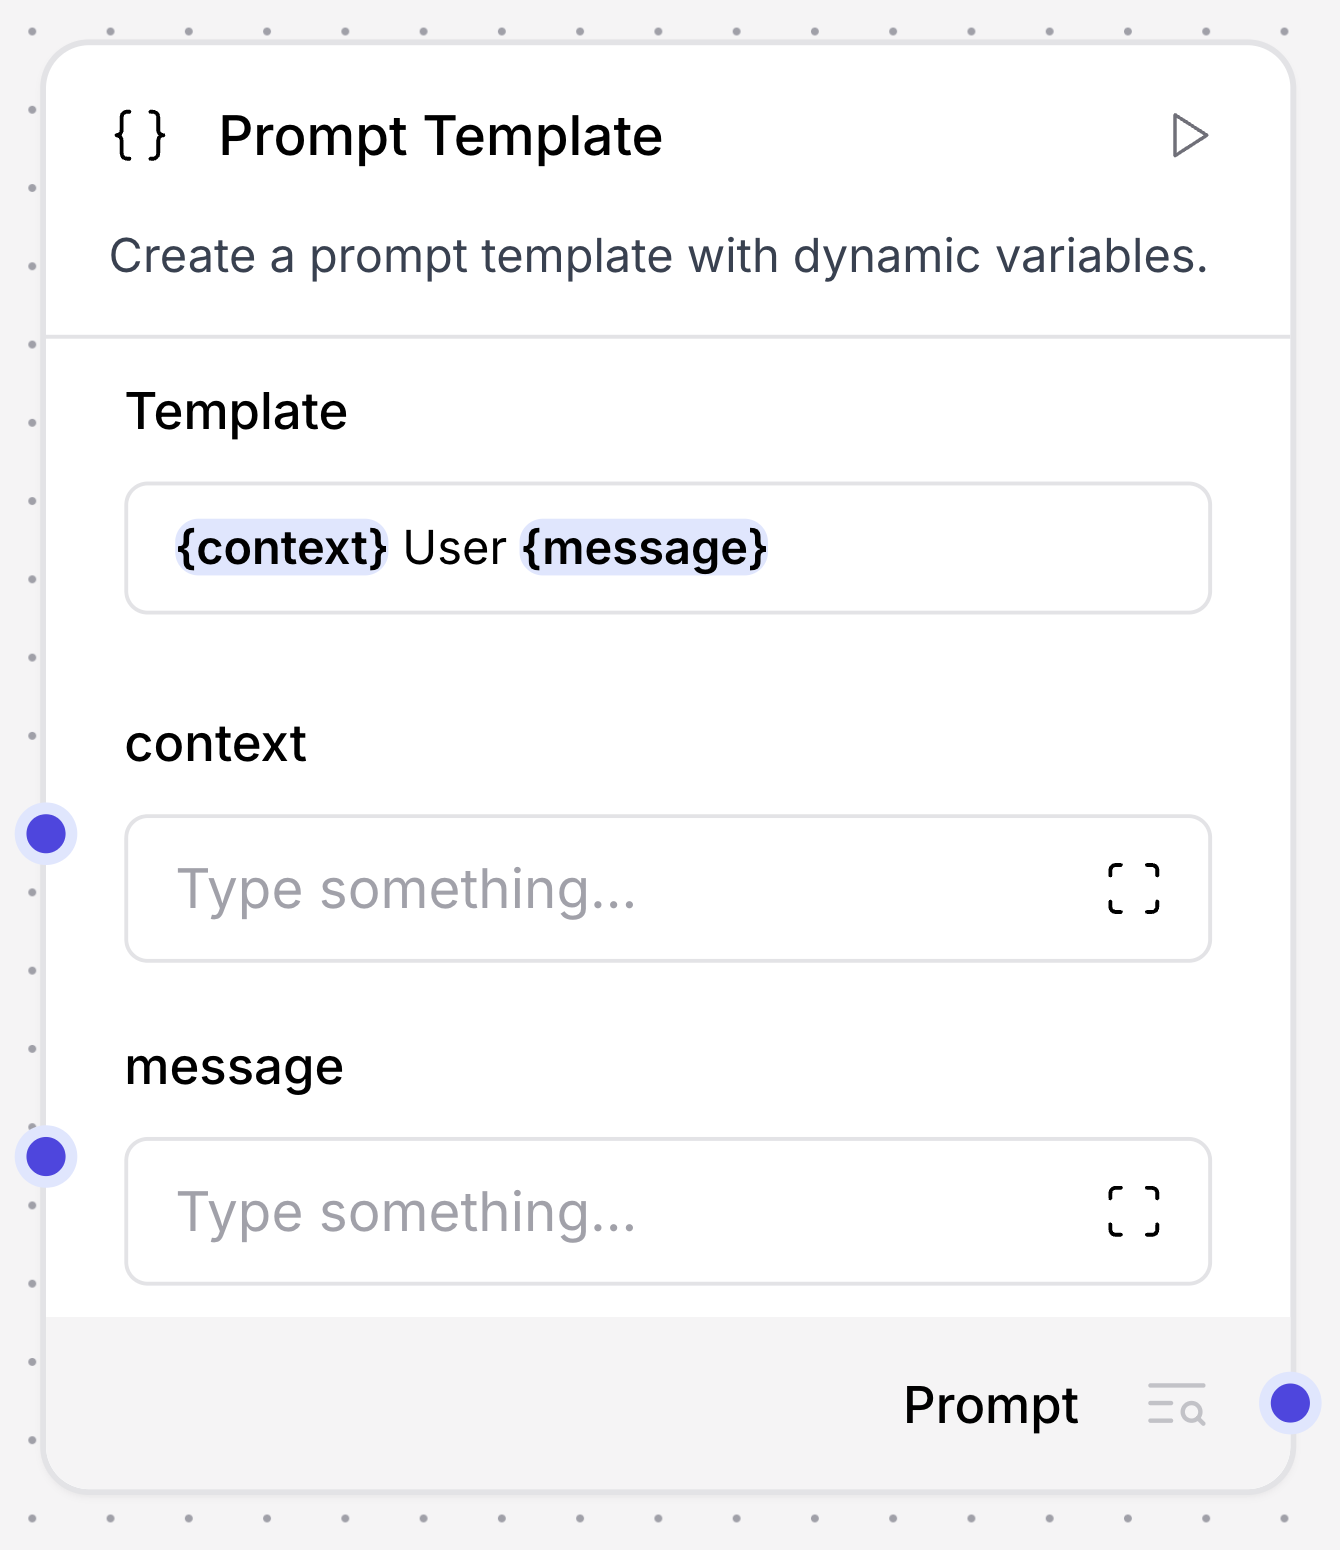 { } Prompt Template
Create a prompt template with dynamic variables.
Template
{context} User {message}
context
Type something...
message
Type something...
Prompt